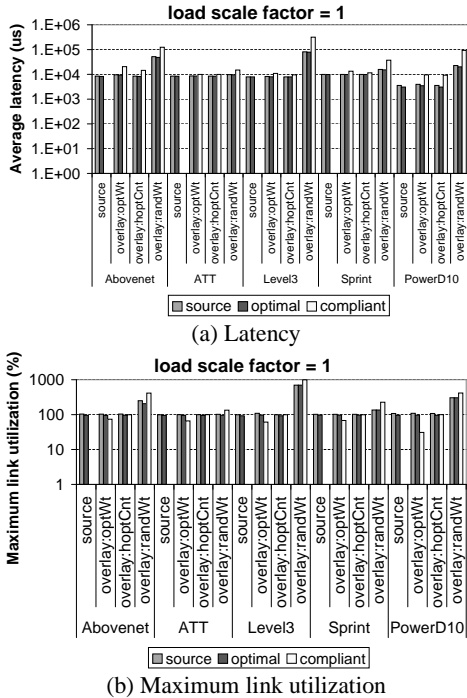 load scale factor = 1
Average latency (us)
1.E+06
1.E+05
1.E+04
1.E+03
1.E+02
1.E+01
1.E+00
source
overlay:optWt
overlay:hoptCnt
overlay:randWt
source
overlay:optWt
overlay:hoptCnt
overlay:randWt
source
overlay:optWt
overlay:hoptCnt
overlay:randWt
source
overlay:optWt
overlay:hoptCnt
overlay:randWt
source
overlay:optWt
overlay:hoptCnt
overlay:randWt
Abovenet ATT Level3 Sprint PowerD10
source optimal compliant
(a) Latency
load scale factor = 1
Maximum link utilization (%)
1000
100
10
1
source
overlay:optWt
overlay:hoptCnt
overlay:randWt
source
overlay:optWt
overlay:hoptCnt
overlay:randWt
source
overlay:optWt
overlay:hoptCnt
overlay:randWt
source
overlay:optWt
overlay:hoptCnt
overlay:randWt
source
overlay:optWt
overlay:hoptCnt
overlay:randWt
Abovenet ATT Level3 Sprint PowerD10
source optimal compliant
(b) Maximum link utilization